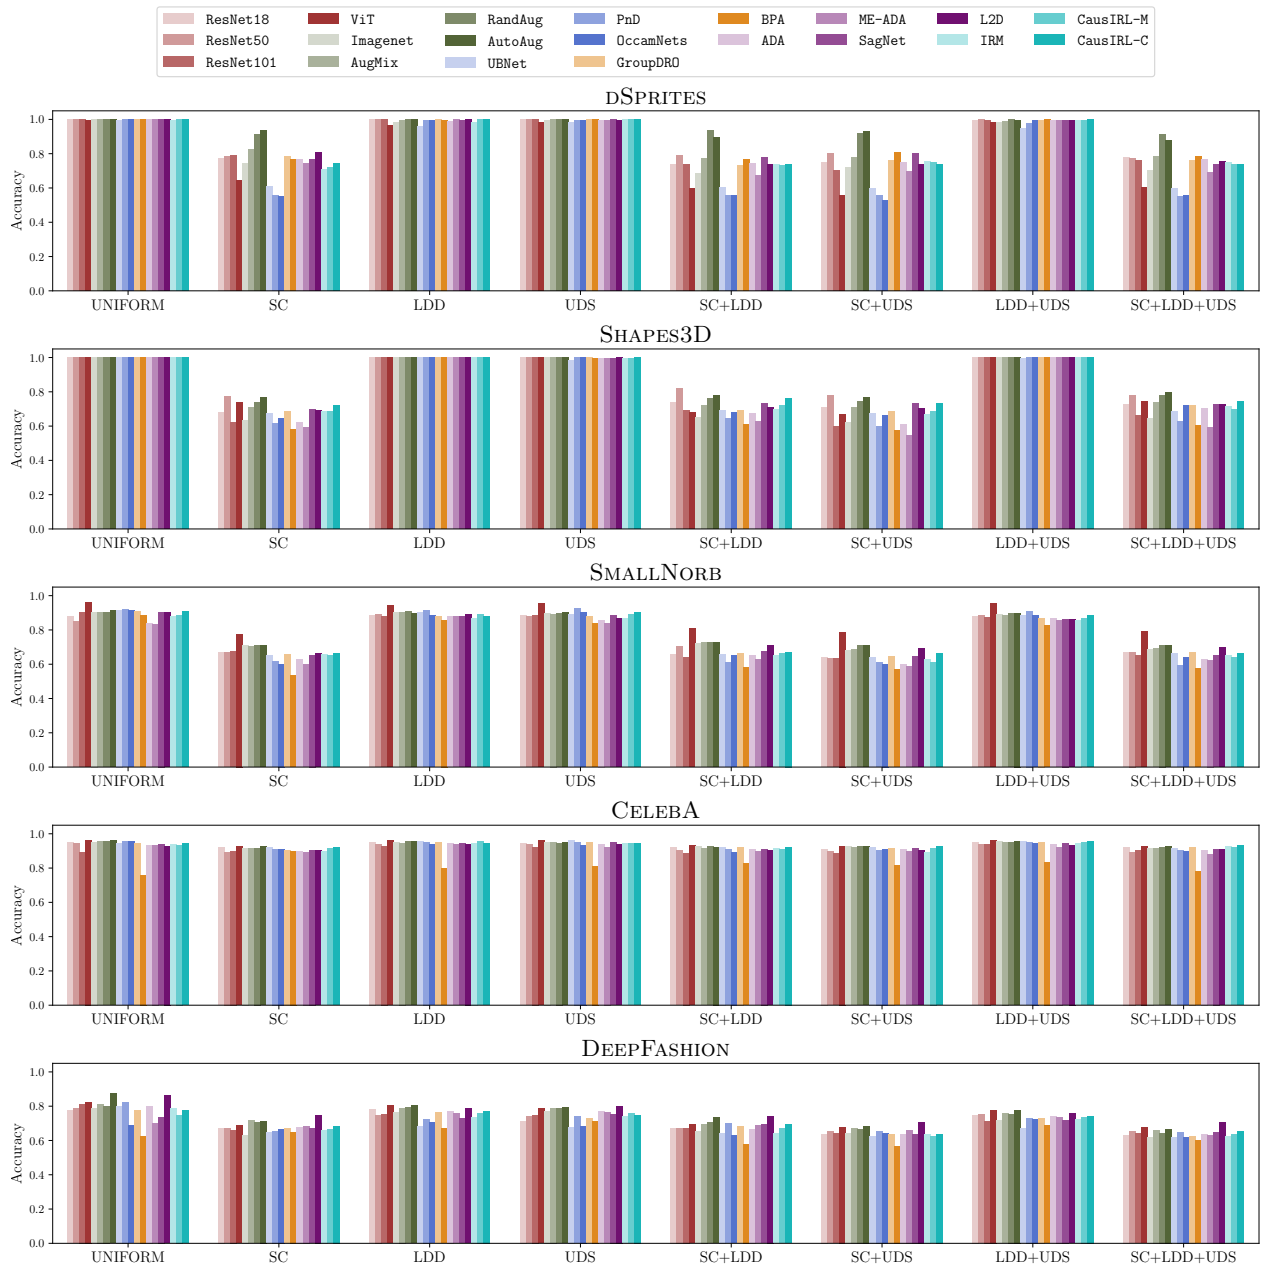 ResNet18 ViT RandAug PnD BPA ME-ADA L2D CausIRL-M
ResNet50 Imagenet AutoAug OccamNets ADA SagNet IRM CausIRL-C
ResNet101 AugMix UBNet GroupDRO
DSPRITES
Accuracy
1.0
0.8
0.6
0.4
0.2
0.0
UNIFORM SC LDD UDS SC+LDD SC+UDS LDD+UDS SC+LDD+UDS
SHAPES3D
Accuracy
1.0
0.8
0.6
0.4
0.2
0.0
UNIFORM SC LDD UDS SC+LDD SC+UDS LDD+UDS SC+LDD+UDS
SMALLNORB
Accuracy
1.0
0.8
0.6
0.4
0.2
0.0
UNIFORM SC LDD UDS SC+LDD SC+UDS LDD+UDS SC+LDD+UDS
CELEBA
Accuracy
1.0
0.8
0.6
0.4
0.2
0.0
UNIFORM SC LDD UDS SC+LDD SC+UDS LDD+UDS SC+LDD+UDS
DEEPFASHION
Accuracy
1.0
0.8
0.6
0.4
0.2
0.0
UNIFORM SC LDD UDS SC+LDD SC+UDS LDD+UDS SC+LDD+UDS